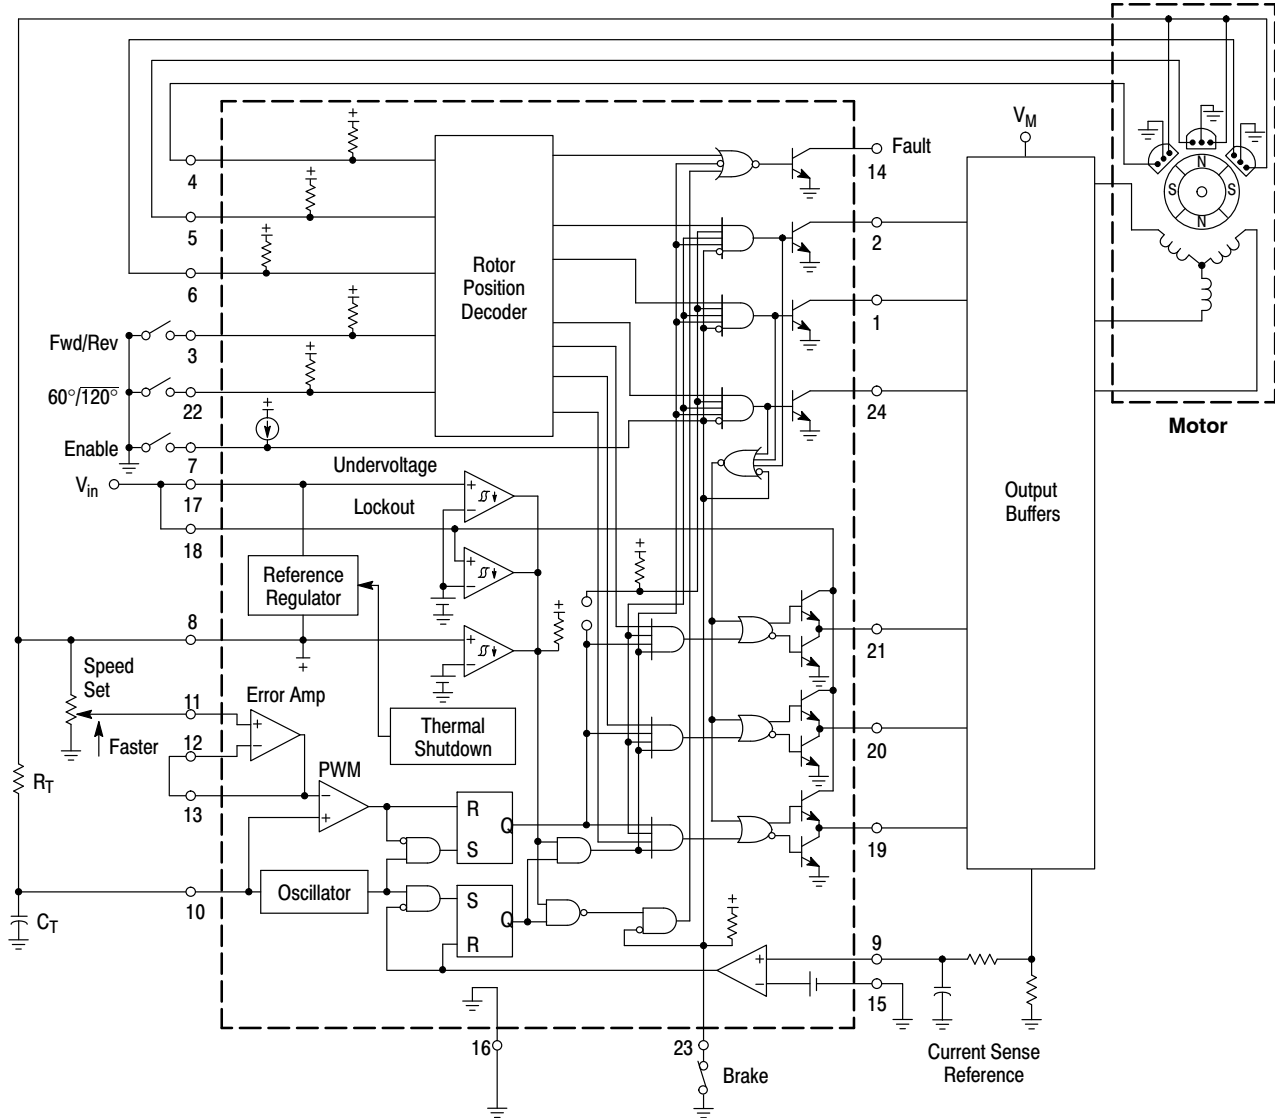 V_M
Fault
14
4
2
5
6
Rotor
Position
Decoder
N
S
S
N
1
Fwd/Rev
3
60°/120°
22
24
Motor
Enable
7
Undervoltage
Lockout
V_in
17
18
Output
Buffers
Reference
Regulator
8
21
Speed
Set
11
Error Amp
Faster
12
Thermal
Shutdown
20
R_T
13
PWM
R
Q
S
19
10
Oscillator
S
Q
R
C_T
9
15
16
23
Brake
Current Sense
Reference